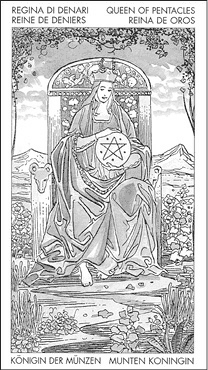 REGINA DI DENARI QUEEN OF PENTACLES
REINE DE DENIERS REINA DE OROS
KÖNIGIN DER MÜNZEN MUNTEN KONINGIN